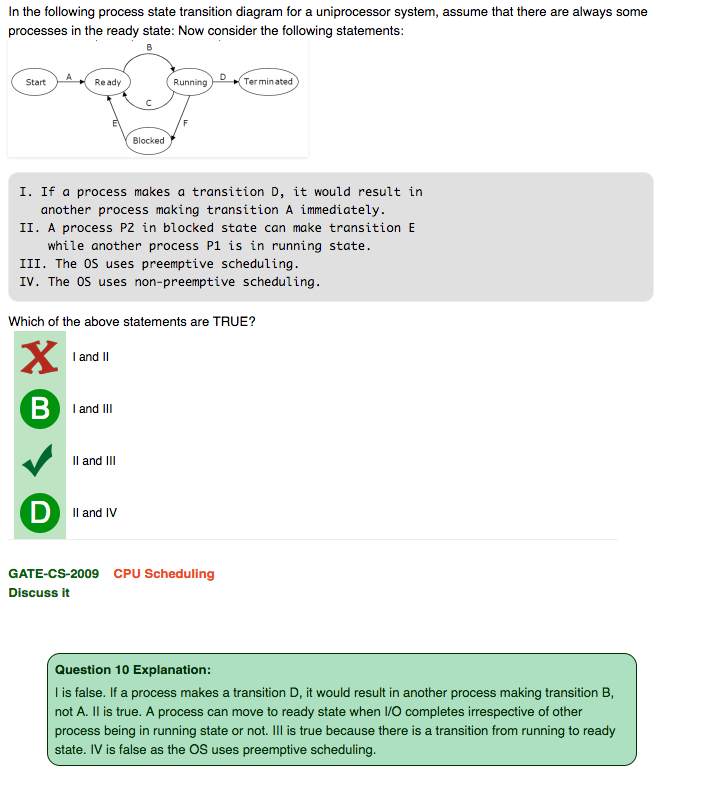 In the following process state transition diagram for a uniprocessor system, assume that there are always some
processes in the ready state: Now consider the following statements:
B
Start
A
Ready
Running
D
Terminated
C
E
F
Blocked
I. If a process makes a transition D, it would result in
another process making transition A immediately.
II. A process P2 in blocked state can make transition E
while another process P1 is in running state.
III. The OS uses preemptive scheduling.
IV. The OS uses non-preemptive scheduling.
Which of the above statements are TRUE?
X I and II
B I and III
II and III
D II and IV
GATE-CS-2009 CPU Scheduling
Discuss it
Question 10 Explanation:
I is false. If a process makes a transition D, it would result in another process making transition B,
not A. II is true. A process can move to ready state when I/O completes irrespective of other
process being in running state or not. III is true because there is a transition from running to ready
state. IV is false as the OS uses preemptive scheduling.